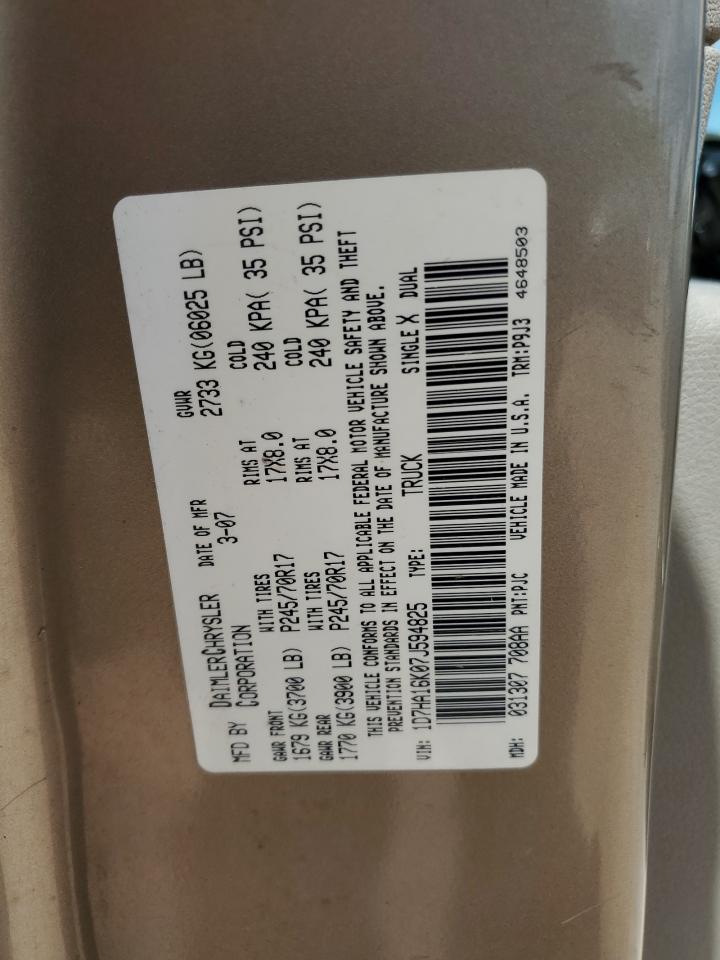 MFD BY DAIMLERCHRYSLER CORPORATION DATE OF MFR 3-07 GVWR 2733 KG(06025 LB)
GAWR FRONT WITH TIRES RIMS AT COLD
1679 KG(3700 LB) P245/70R17 17X8.0 240 KPA( 35 PSI)
GAWR REAR WITH TIRES RIMS AT COLD
1770 KG(3900 LB) P245/70R17 17X8.0 240 KPA( 35 PSI)
THIS VEHICLE CONFORMS TO ALL APPLICABLE FEDERAL MOTOR VEHICLE SAFETY AND THEFT
PREVENTION STANDARDS IN EFFECT ON THE DATE OF MANUFACTURE SHOWN ABOVE.
VIN: 1D7HA16K07J594825 TYPE: TRUCK SINGLE X DUAL
MDH: 031307 708AA PNT:PJC VEHICLE MADE IN U.S.A. TRM:P9J3 4648503